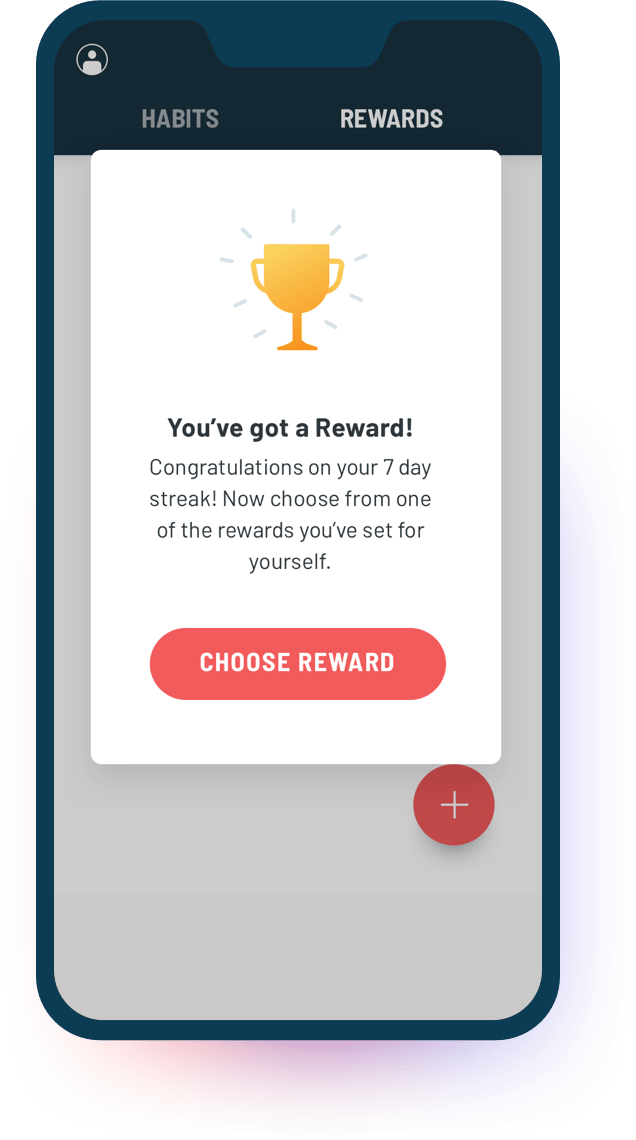 HABITS REWARDS
You’ve got a Reward!
Congratulations on your 7 day
streak! Now choose from one
of the rewards you’ve set for
yourself.
CHOOSE REWARD